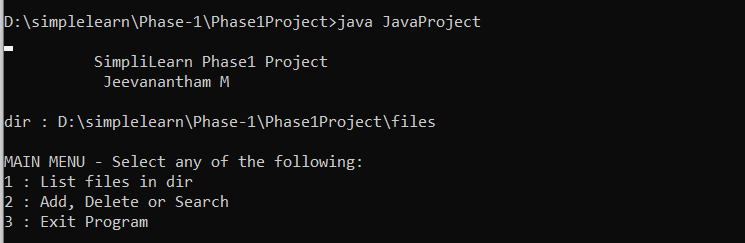 D:\simplelearn\Phase-1\Phase1Project>java JavaProject
SimpliLearn Phase1 Project
Jeevanantham M
dir : D:\simplelearn\Phase-1\Phase1Project\files
MAIN MENU - Select any of the following:
1 : List files in dir
2 : Add, Delete or Search
3 : Exit Program